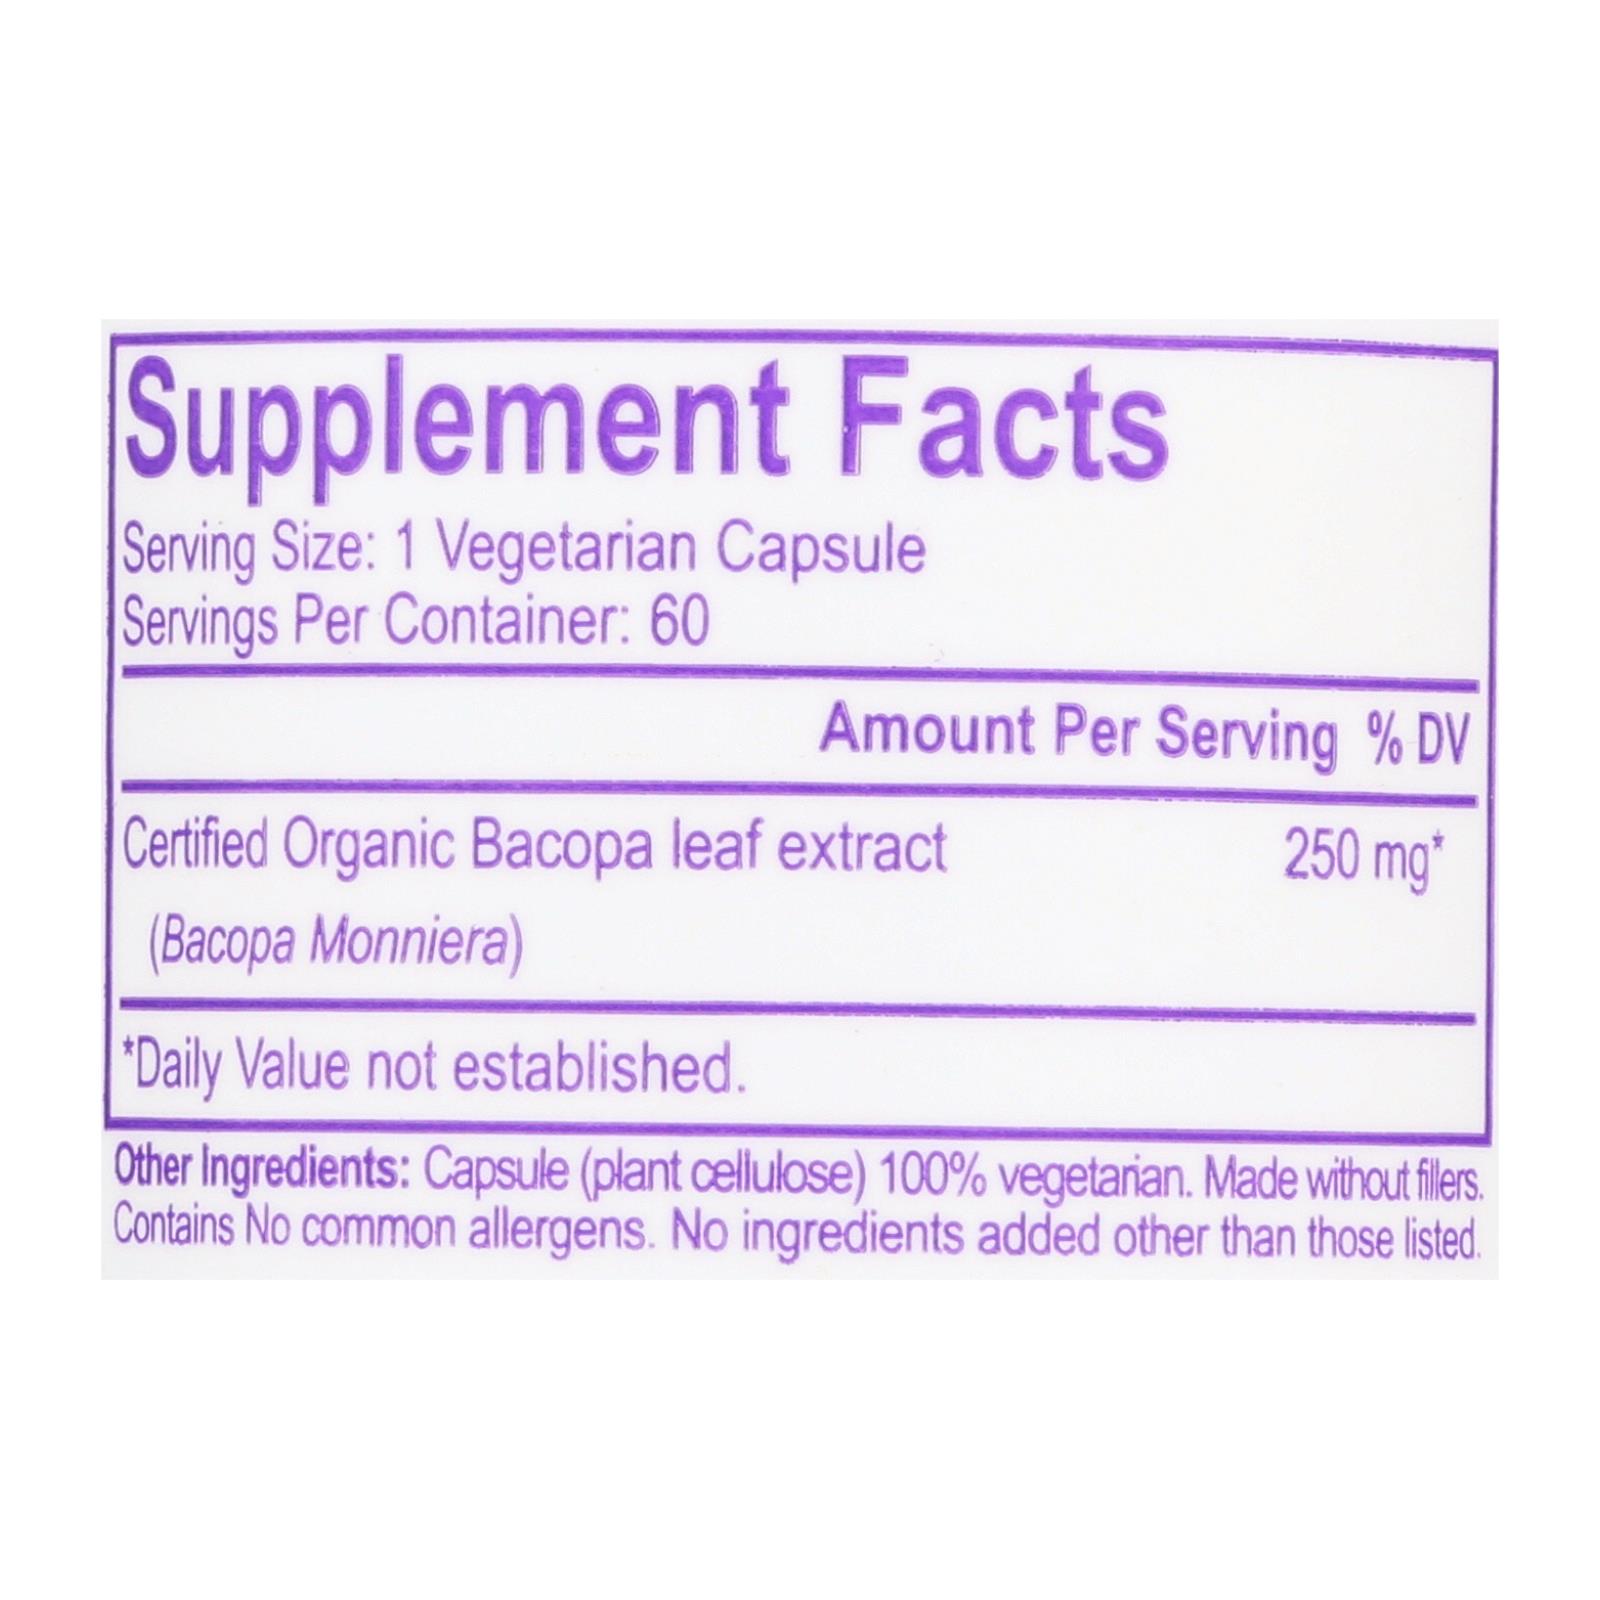 Supplement Facts
Serving Size: 1 Vegetarian Capsule
Servings Per Container: 60
Amount Per Serving % DV
Certified Organic Bacopa leaf extract 250 mg*
(Bacopa Monniera)
*Daily Value not established.
Other Ingredients: Capsule (plant cellulose) 100% vegetarian. Made without fillers.
Contains No common allergens. No ingredients added other than those listed.